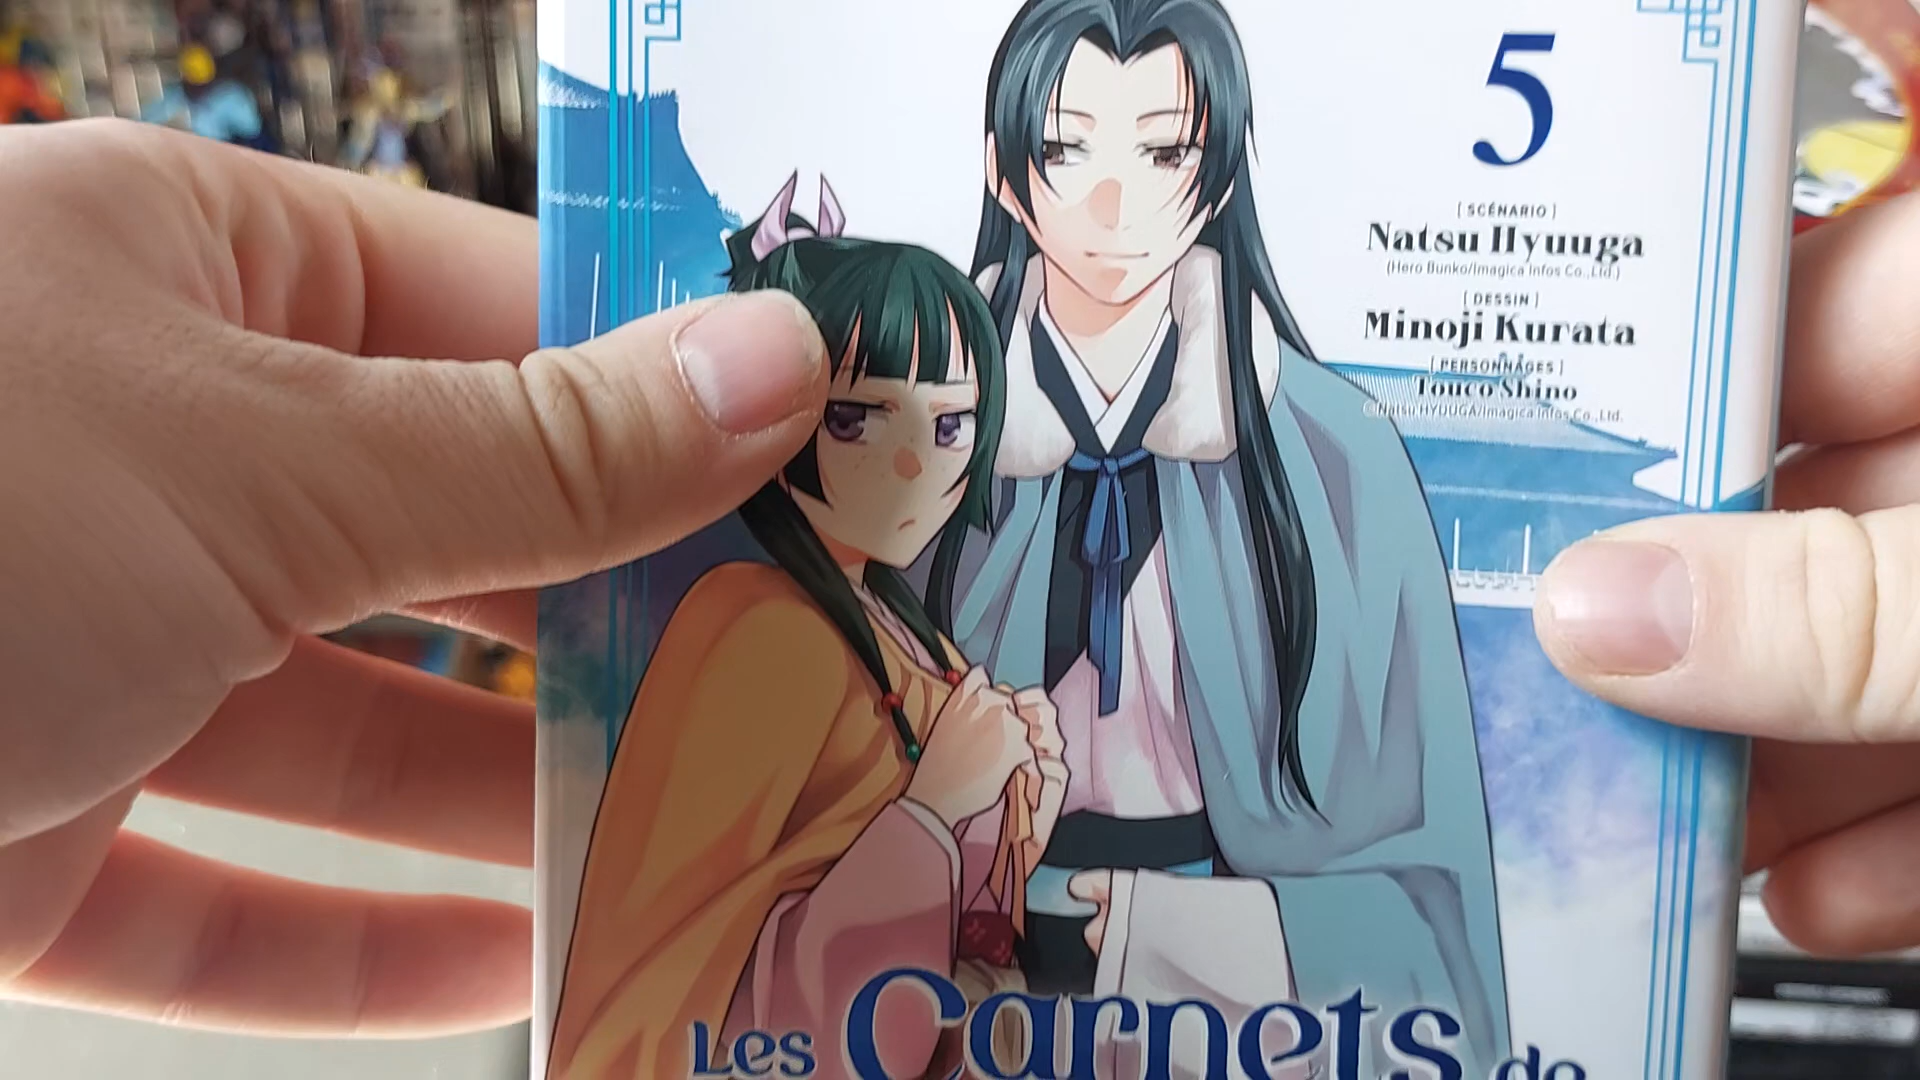 5
[ SCÉNARIO ]
Natsu Hyuuga
(Hero Bunko/Imagica Infos Co.,Ltd.)
[ DESSIN ]
Minoji Kurata
[ PERSONNAGES ]
Touco Shino
©Natsu HYUUGA/Imagica Infos Co.,Ltd.
Les Carnets de